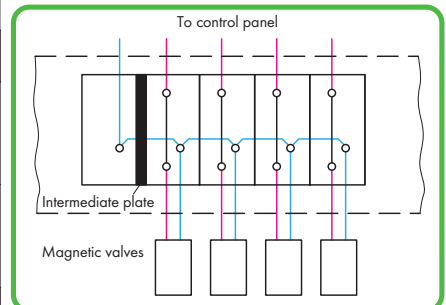 To control panel
Intermediate plate
Magnetic valves